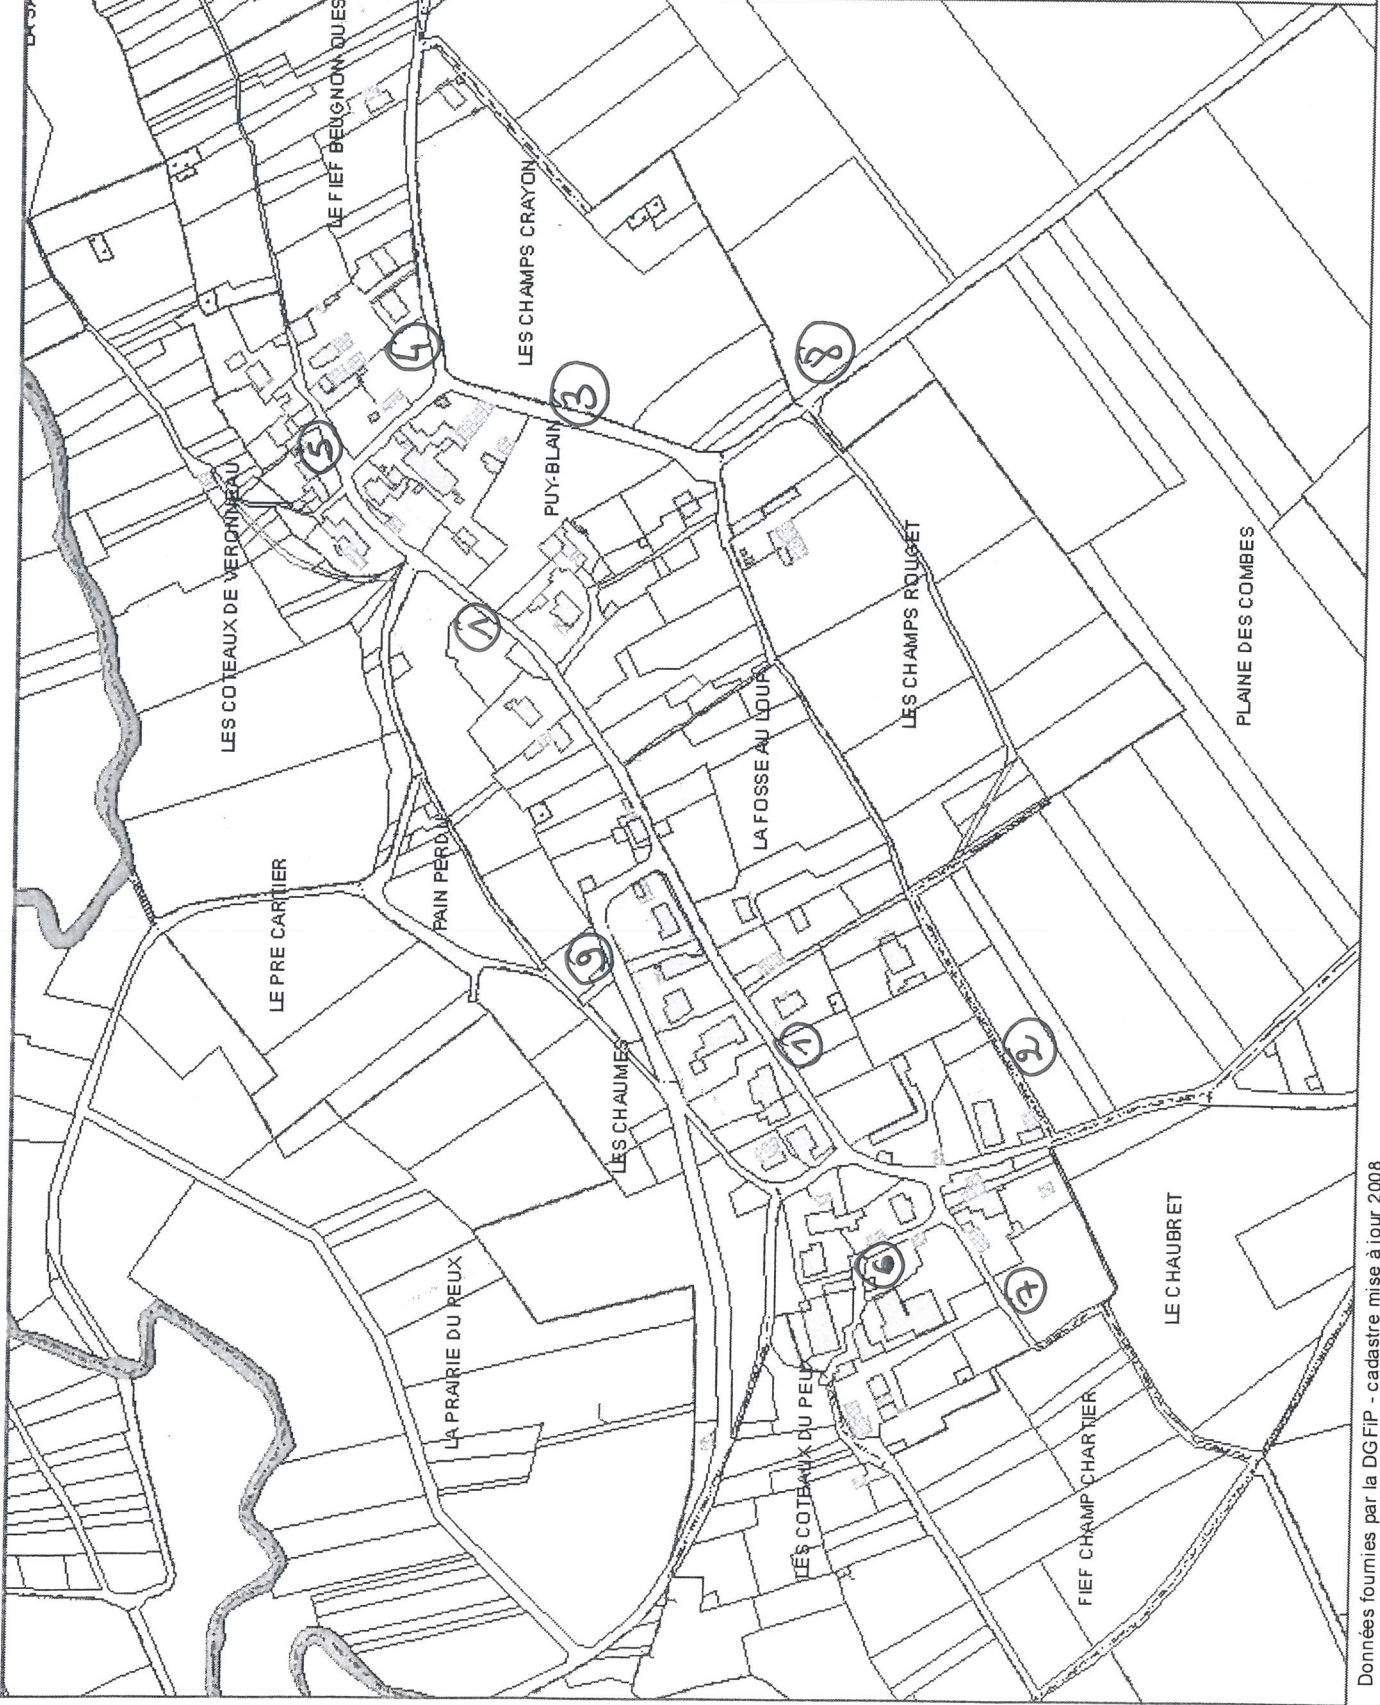 LE FIEF BEUGNON OUES
LES CHAMPS CRAYON
LES COTEAUX DE VERONNEAU
PUY-BLAIN
LES CHAMPS ROUGET
PLAINE DES COMBES
LA FOSSE AU LOUP
PAIN PERDU
LE PRE CARTIER
LES CHAUMES
LA PRAIRIE DU PEUX
LES COTEAUX DU PEU
LE CHAUBRET
FIEF CHAMP CHARTIER
4
3
8
5
1
9
1
2
6
7
Données fournies par la DGFiP - cadastre mise à jour 2008